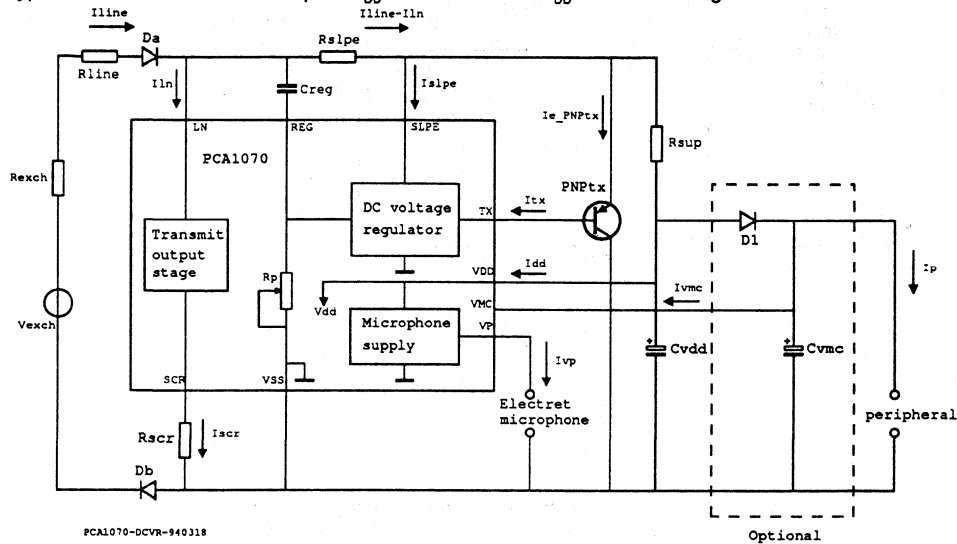 Iline
Iline-Iln
Da
Rslpe
Rline
Iln
Creg
Islpe
Ie_PNPtx
LN
REG
SLPE
Rsup
PCA1070
Rexch
PNPtx
DC voltage
regulator
TX
Itx
D1
Transmit
output
stage
Rp
VDD
Idd
Ip
Vdd
VMC
Ivmc
Vexch
Microphone
supply
VP
+
Cvdd
+
Cvmc
Ivp
SCR
VSS
Electret
microphone
peripheral
Rscr
Iscr
Db
PCA1070-DCVR-940318
Optional